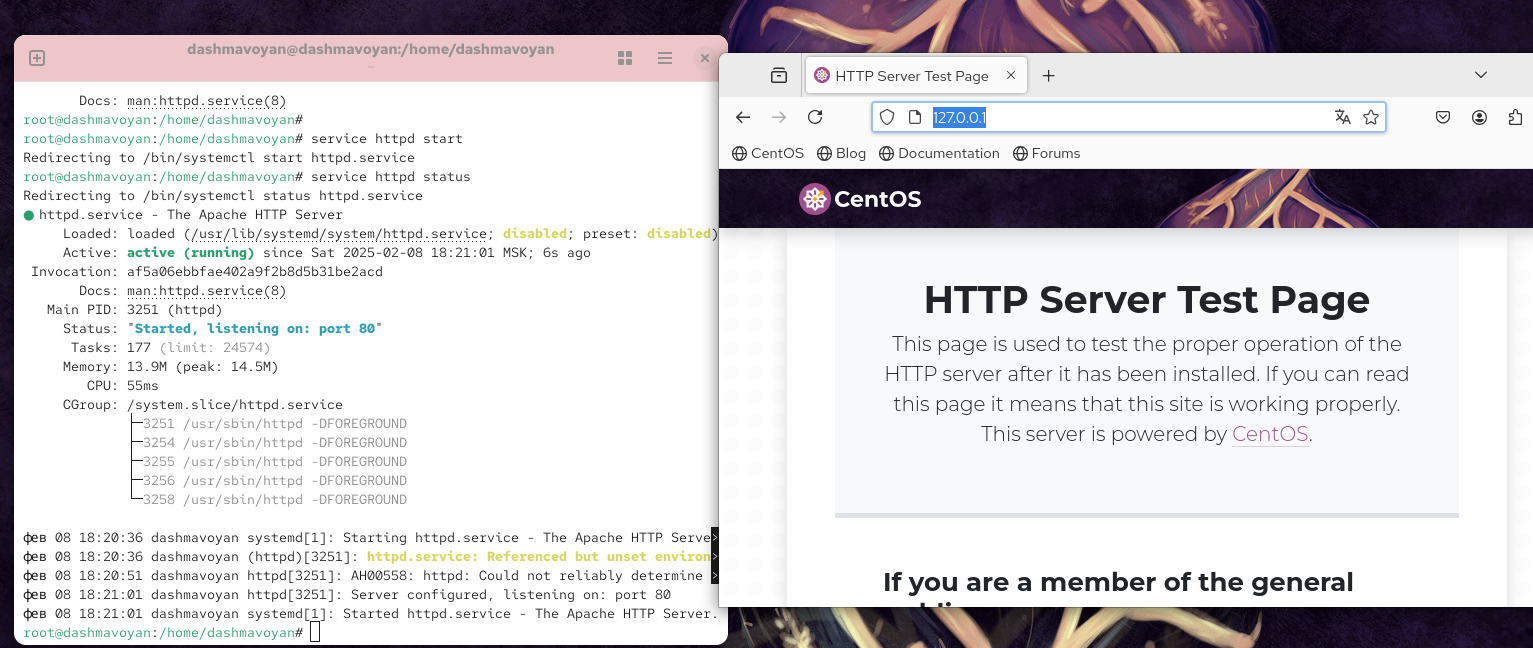 dashmavoyan@dashmavoyan:/home/dashmavoyan
~
Docs: man:httpd.service(8)
root@dashmavoyan:/home/dashmavoyan#
root@dashmavoyan:/home/dashmavoyan# service httpd start
Redirecting to /bin/systemctl start httpd.service
root@dashmavoyan:/home/dashmavoyan# service httpd status
Redirecting to /bin/systemctl status httpd.service
● httpd.service - The Apache HTTP Server
Loaded: loaded (/usr/lib/systemd/system/httpd.service; disabled; preset: disabled)
Active: active (running) since Sat 2025-02-08 18:21:01 MSK; 6s ago
Invocation: af5a06ebbfae402a9f2b8d5b31be2acd
Docs: man:httpd.service(8)
Main PID: 3251 (httpd)
Status: "Started, listening on: port 80"
Tasks: 177 (limit: 24574)
Memory: 13.9M (peak: 14.5M)
CPU: 55ms
CGroup: /system.slice/httpd.service
├─3251 /usr/sbin/httpd -DFOREGROUND
├─3254 /usr/sbin/httpd -DFOREGROUND
├─3255 /usr/sbin/httpd -DFOREGROUND
├─3256 /usr/sbin/httpd -DFOREGROUND
└─3258 /usr/sbin/httpd -DFOREGROUND
фев 08 18:20:36 dashmavoyan systemd[1]: Starting httpd.service - The Apache HTTP Serve>
фев 08 18:20:36 dashmavoyan (httpd)[3251]: httpd.service: Referenced but unset environ>
фев 08 18:20:51 dashmavoyan httpd[3251]: AH00558: httpd: Could not reliably determine >
фев 08 18:21:01 dashmavoyan httpd[3251]: Server configured, listening on: port 80
фев 08 18:21:01 dashmavoyan systemd[1]: Started httpd.service - The Apache HTTP Server.
root@dashmavoyan:/home/dashmavoyan#
HTTP Server Test Page
127.0.0.1
CentOS Blog Documentation Forums
CentOS
HTTP Server Test Page
This page is used to test the proper operation of the
HTTP server after it has been installed. If you can read
this page it means that this site is working properly.
This server is powered by CentOS.
If you are a member of the general